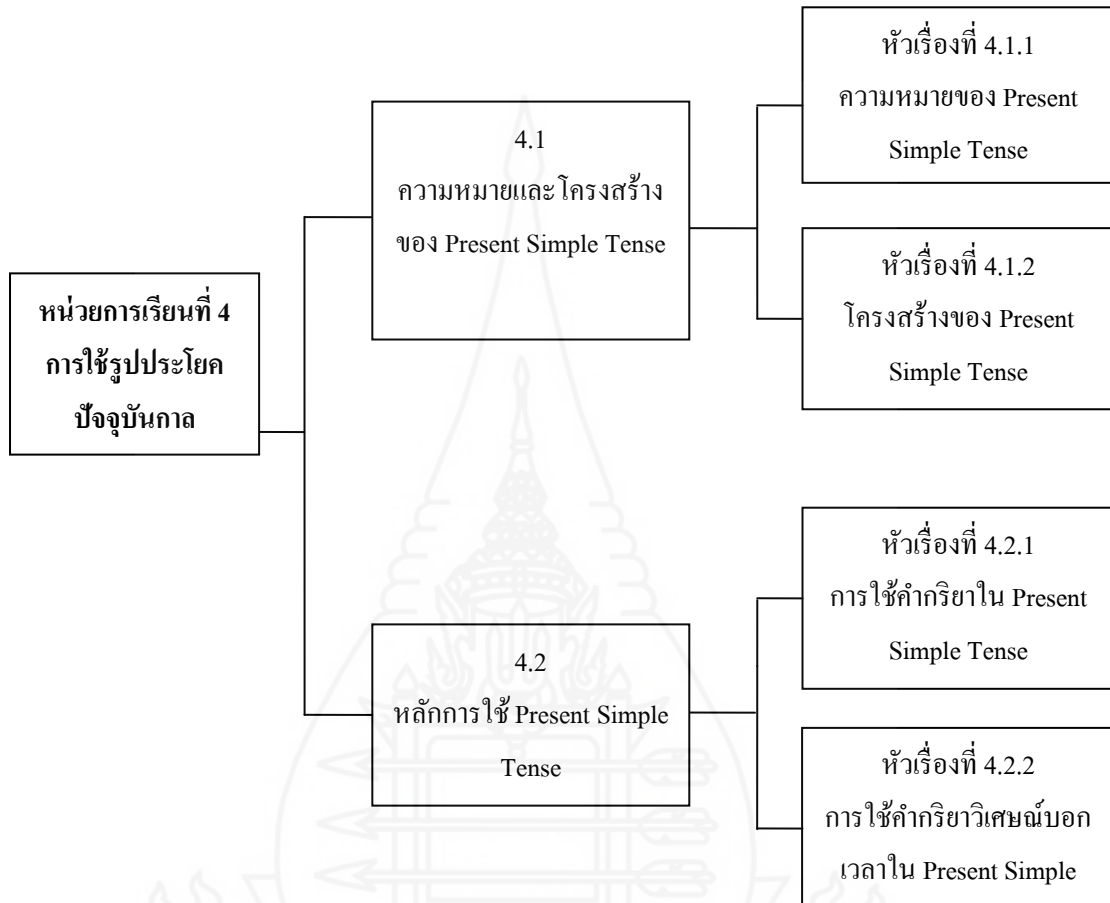 หน่วยการเรียนที่ 4
การใช้รูปประโยค
ปัจจุบันกาล
4.1
ความหมายและโครงสร้าง
ของ Present Simple Tense
หัวเรื่องที่ 4.1.1
ความหมายของ Present
Simple Tense
หัวเรื่องที่ 4.1.2
โครงสร้างของ Present
Simple Tense
4.2
หลักการใช้ Present Simple
Tense
หัวเรื่องที่ 4.2.1
การใช้คำกริยาใน Present
Simple Tense
หัวเรื่องที่ 4.2.2
การใช้คำกริยาวิเศษณ์บอก
เวลาใน Present Simple